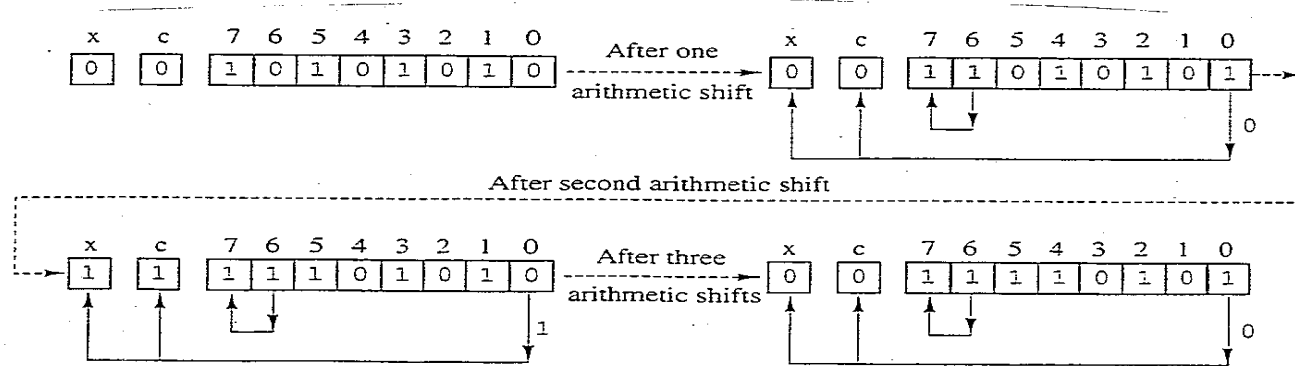 x c 7 6 5 4 3 2 1 0 After one x c 7 6 5 4 3 2 1 0
0 0 1 0 1 0 1 0 1 0 arithmetic shift 0 0 1 1 0 1 0 1 0 1
0
After second arithmetic shift
x c 7 6 5 4 3 2 1 0 After three x c 7 6 5 4 3 2 1 0
1 1 1 1 1 0 1 0 1 0 arithmetic shifts 0 0 1 1 1 1 0 1 0 1
1 0